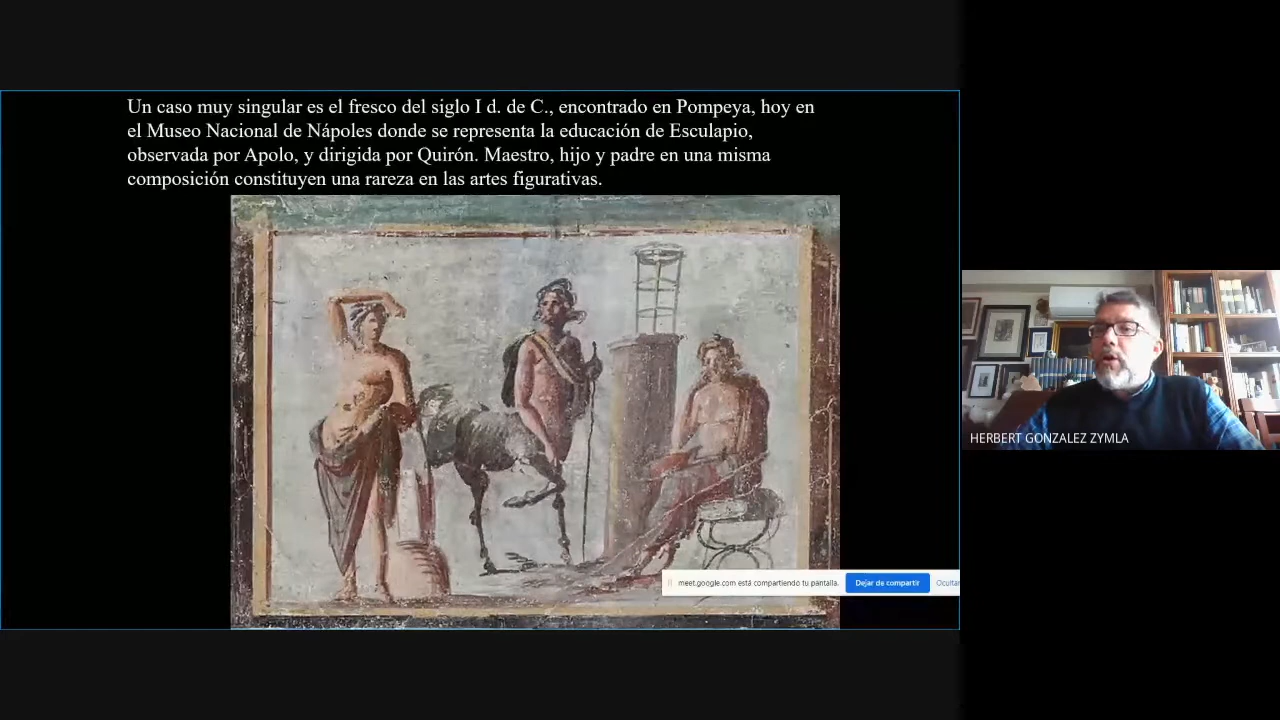 Un caso muy singular es el fresco del siglo I d. de C., encontrado en Pompeya, hoy en
el Museo Nacional de Nápoles donde se representa la educación de Esculapio,
observada por Apolo, y dirigida por Quirón. Maestro, hijo y padre en una misma
composición constituyen una rareza en las artes figurativas.
HERBERT GONZALEZ ZYMLA
meet.google.com está compartiendo tu pantalla. Dejar de compartir Ocultar